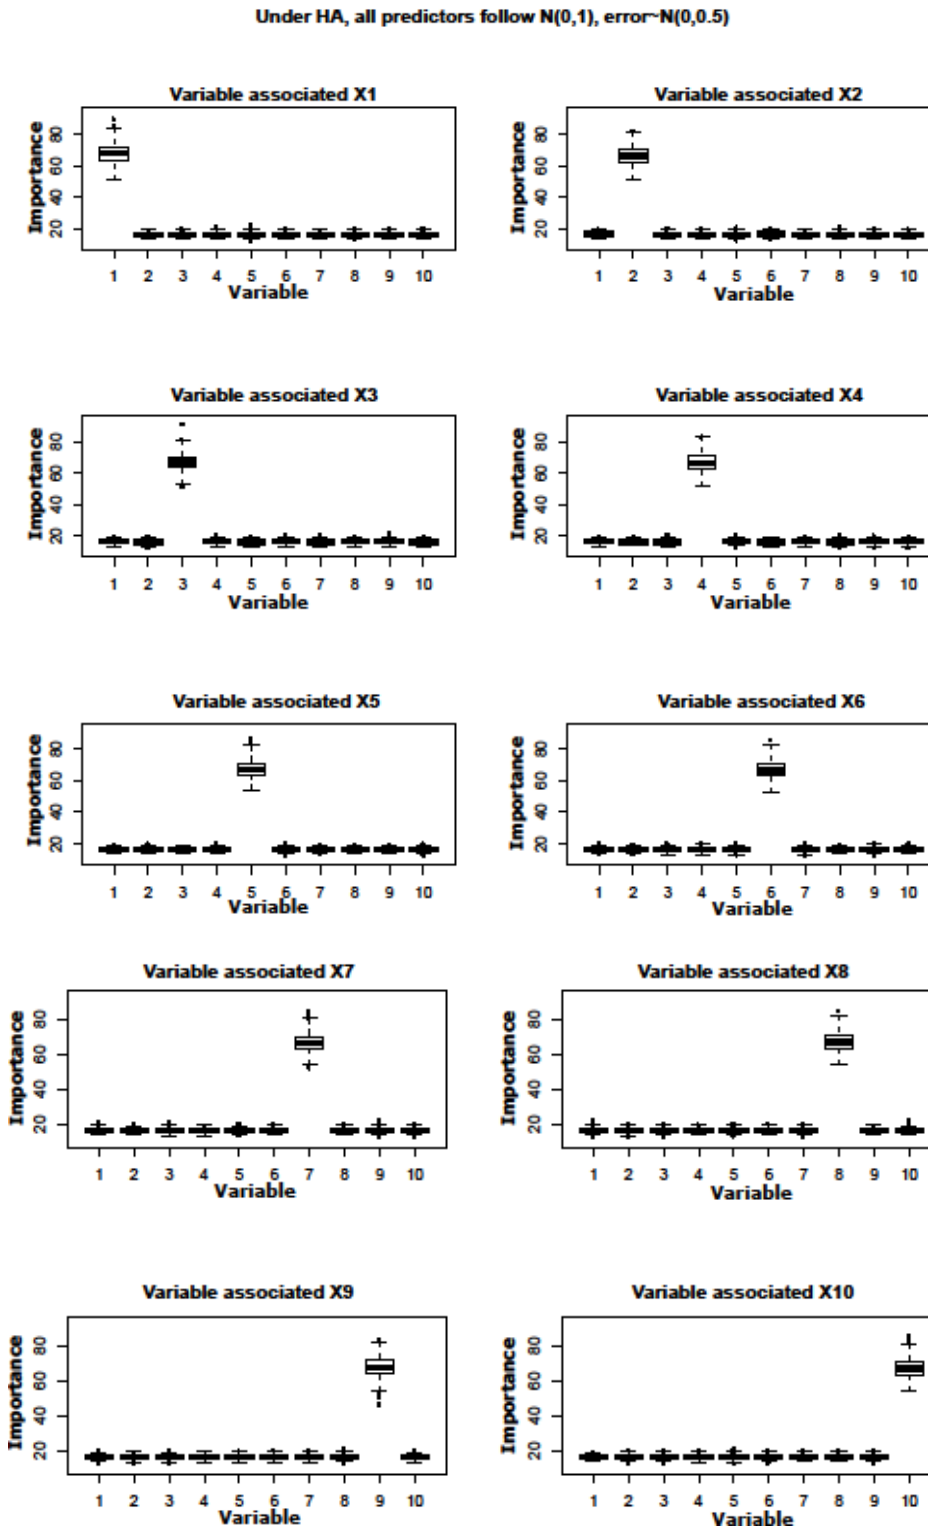 Under HA, all predictors follow N(0,1), error~N(0,0.5)
Variable associated X1
Importance
80
60
40
20
1 2 3 4 5 6 7 8 9 10
Variable
Variable associated X2
Importance
80
60
40
20
1 2 3 4 5 6 7 8 9 10
Variable
Variable associated X3
Importance
80
60
40
20
1 2 3 4 5 6 7 8 9 10
Variable
Variable associated X4
Importance
80
60
40
20
1 2 3 4 5 6 7 8 9 10
Variable
Variable associated X5
Importance
80
60
40
20
1 2 3 4 5 6 7 8 9 10
Variable
Variable associated X6
Importance
80
60
40
20
1 2 3 4 5 6 7 8 9 10
Variable
Variable associated X7
Importance
80
60
40
20
1 2 3 4 5 6 7 8 9 10
Variable
Variable associated X8
Importance
80
60
40
20
1 2 3 4 5 6 7 8 9 10
Variable
Variable associated X9
Importance
80
60
40
20
1 2 3 4 5 6 7 8 9 10
Variable
Variable associated X10
Importance
80
60
40
20
1 2 3 4 5 6 7 8 9 10
Variable